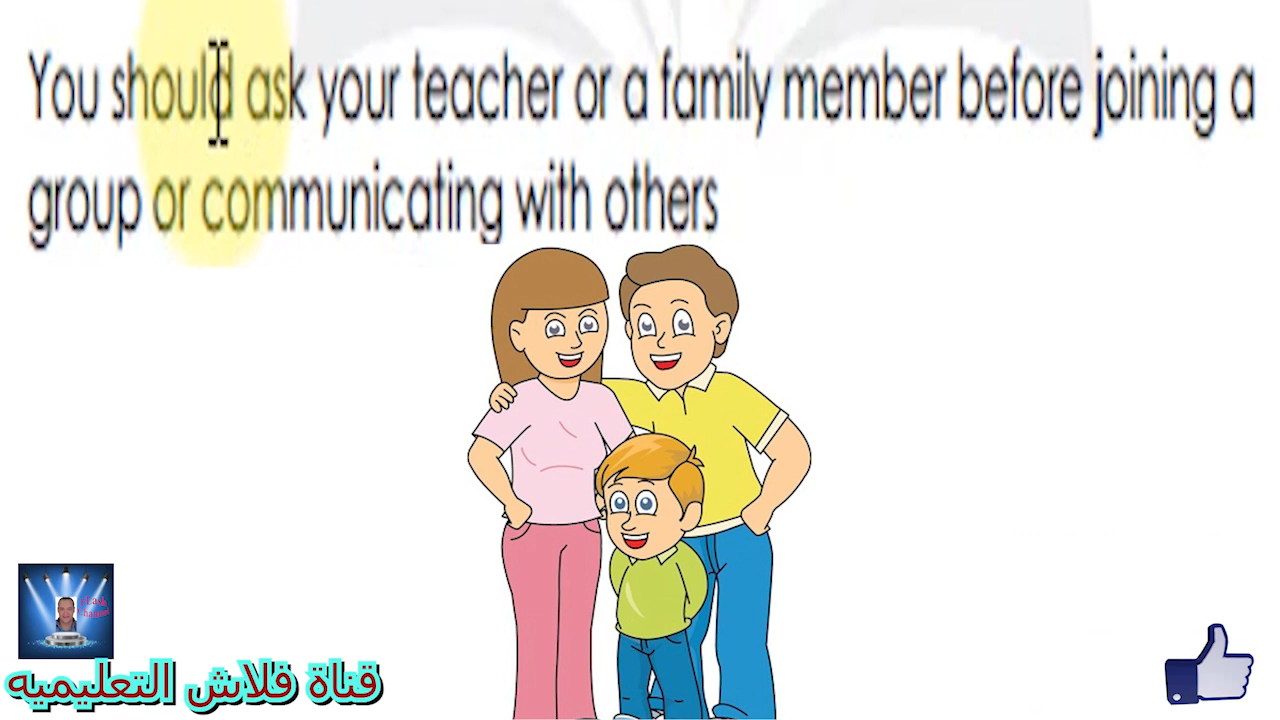 You should ask your teacher or a family member before joining a
group or communicating with others
قناة فلاش التعليميه